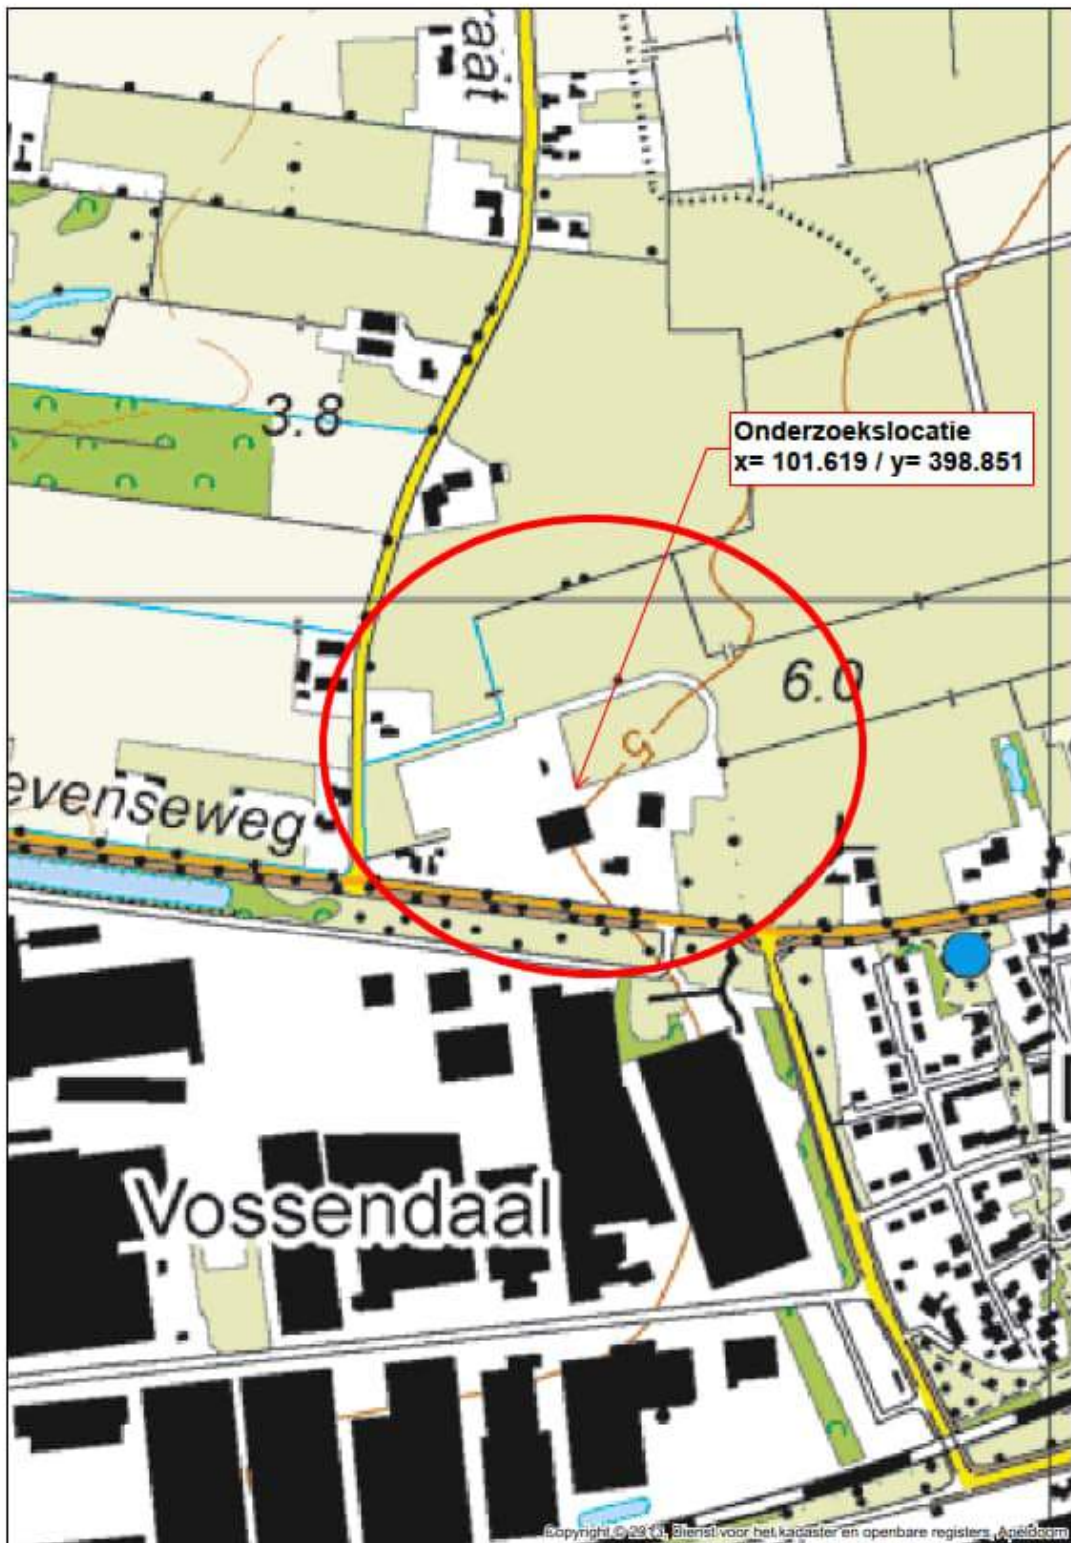 raat
3.8
Onderzoekslocatie
x= 101.619 / y= 398.851
6.0
5
evenseweg
Vossendaal
Copyright © 2013, Dienst voor het kadaster en openbare registers, Apeldoorn